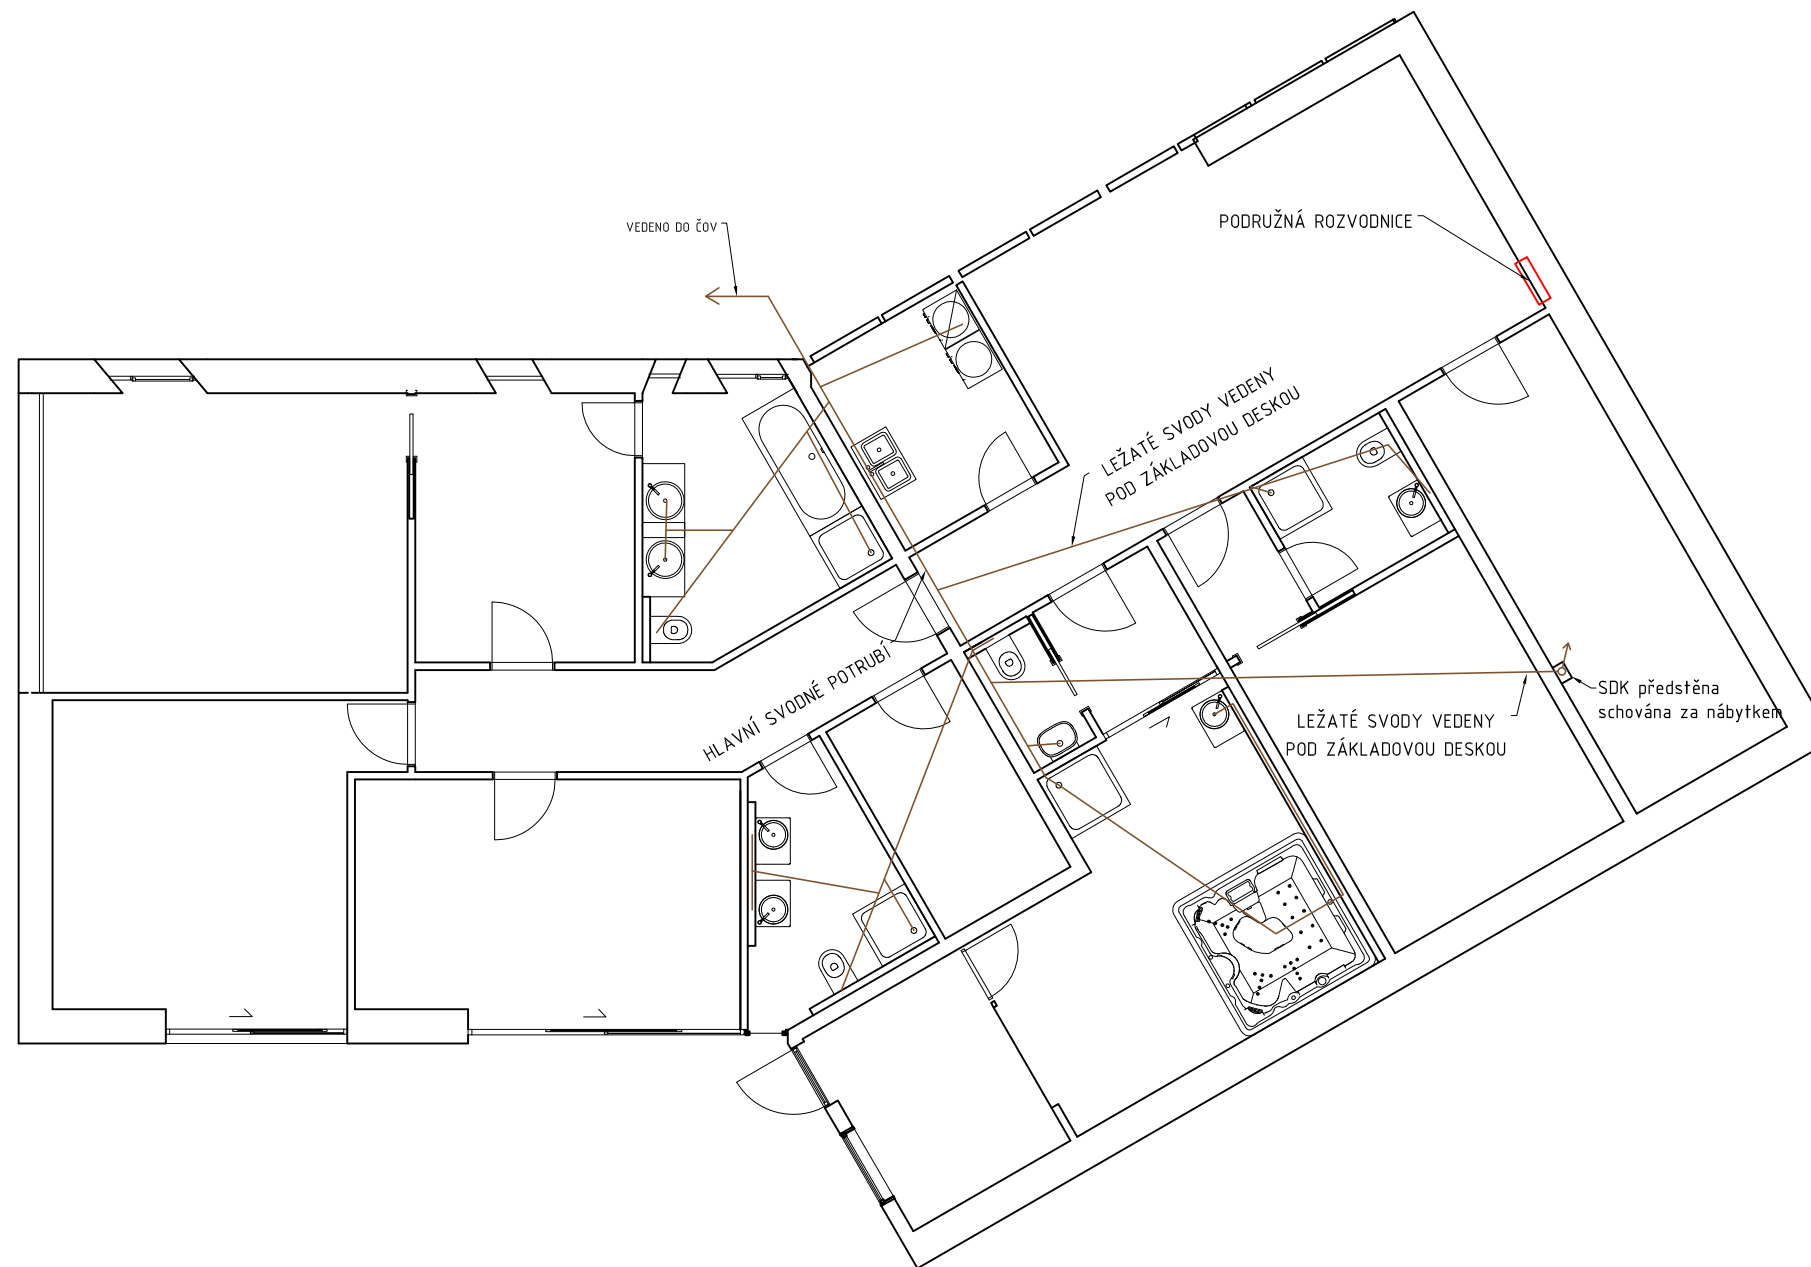 PODRUŽNÁ ROZVODNICE
VEDENO DO ČOV
LEŽATÉ SVODY VEDENY
POD ZÁKLADOVOU DESKOU
HLAVNÍ SVODNÉ POTRUBÍ
SDK předstěna
schována za nábytkem
LEŽATÉ SVODY VEDENY
POD ZÁKLADOVOU DESKOU